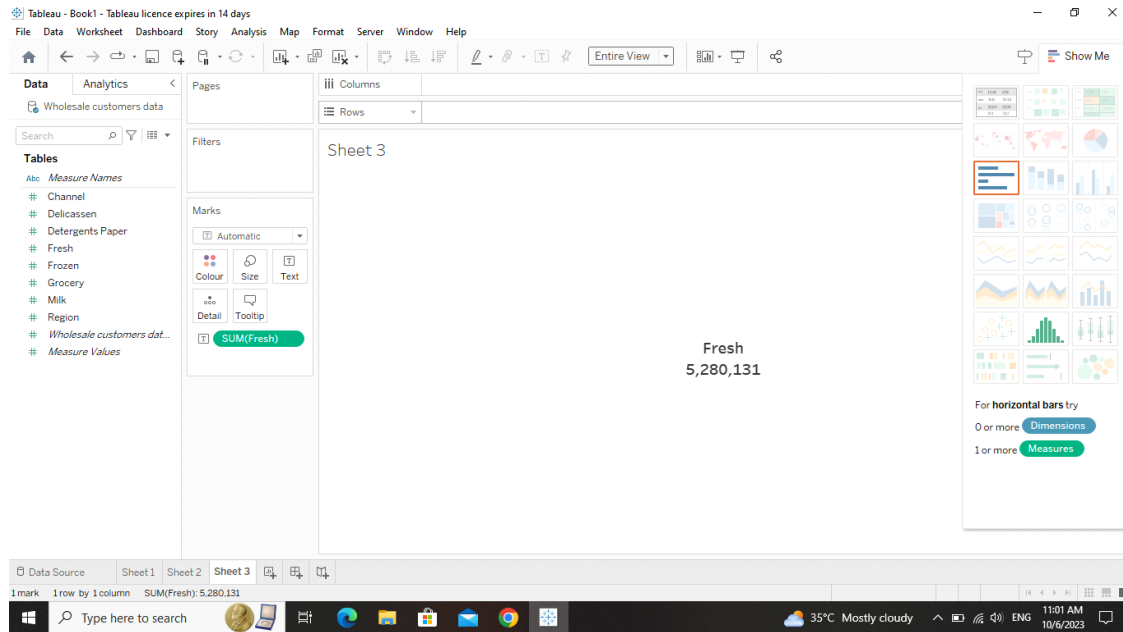 Tableau - Book1 - Tableau licence expires in 14 days
File Data Worksheet Dashboard Story Analysis Map Format Server Window Help
Entire View
Show Me
Data Analytics
Pages
Columns
Wholesale customers data
Rows
Search
Filters
Sheet 3
Tables
Abc Measure Names
# Channel
# Delicassen
# Detergents Paper
# Fresh
# Frozen
# Grocery
# Milk
# Region
# Wholesale customers dat...
# Measure Values
Marks
T Automatic
Colour Size Text
Detail Tooltip
T SUM(Fresh)
Fresh
5,280,131
For horizontal bars try
0 or more Dimensions
1 or more Measures
Data Source Sheet 1 Sheet 2 Sheet 3
1 mark 1 row by 1 column SUM(Fresh): 5,280,131
Type here to search
35°C Mostly cloudy
ENG
11:01 AM
10/6/2023